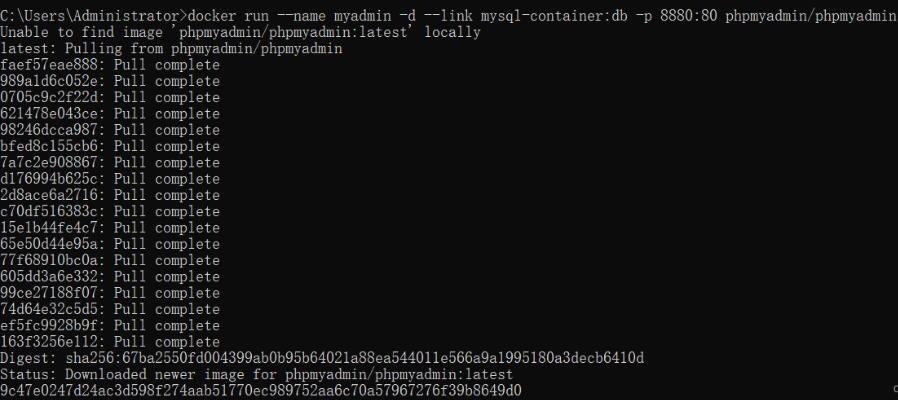 C:\Users\Administrator>docker run --name myadmin -d --link mysql-container:db -p 8880:80 phpmyadmin/phpmyadmin
Unable to find image 'phpmyadmin/phpmyadmin:latest' locally
latest: Pulling from phpmyadmin/phpmyadmin
faef57eae888: Pull complete
989a1d6c052e: Pull complete
0705c9c2f22d: Pull complete
621478e043ce: Pull complete
98246dcca987: Pull complete
bfed8c155cb6: Pull complete
7a7c2e908867: Pull complete
d176994b625c: Pull complete
2d8ace6a2716: Pull complete
c70df516383c: Pull complete
15e1b44fe4c7: Pull complete
65e50d44e95a: Pull complete
77f68910bc0a: Pull complete
605dd3a6e332: Pull complete
99ce27188f07: Pull complete
74d64e32c5d5: Pull complete
ef5fc9928b9f: Pull complete
163f3256e112: Pull complete
Digest: sha256:67ba2550fd004399ab0b95b64021a88ea544011e566a9a1995180a3decb6410d
Status: Downloaded newer image for phpmyadmin/phpmyadmin:latest
9c47e0247d24ac3d598f274aab51770ec989752aa6c70a57967276f39b8649d0